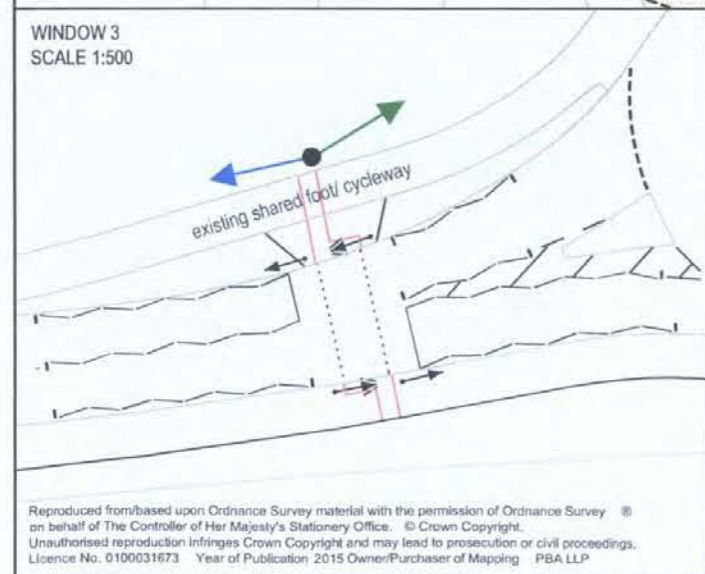 WINDOW 3
SCALE 1:500
existing shared foot/ cycleway
Reproduced from/based upon Ordnance Survey material with the permission of Ordnance Survey ®
on behalf of The Controller of Her Majesty's Stationery Office. © Crown Copyright.
Unauthorised reproduction infringes Crown Copyright and may lead to prosecution or civil proceedings.
Licence No. 0100031673 Year of Publication 2015 Owner/Purchaser of Mapping PBA LLP